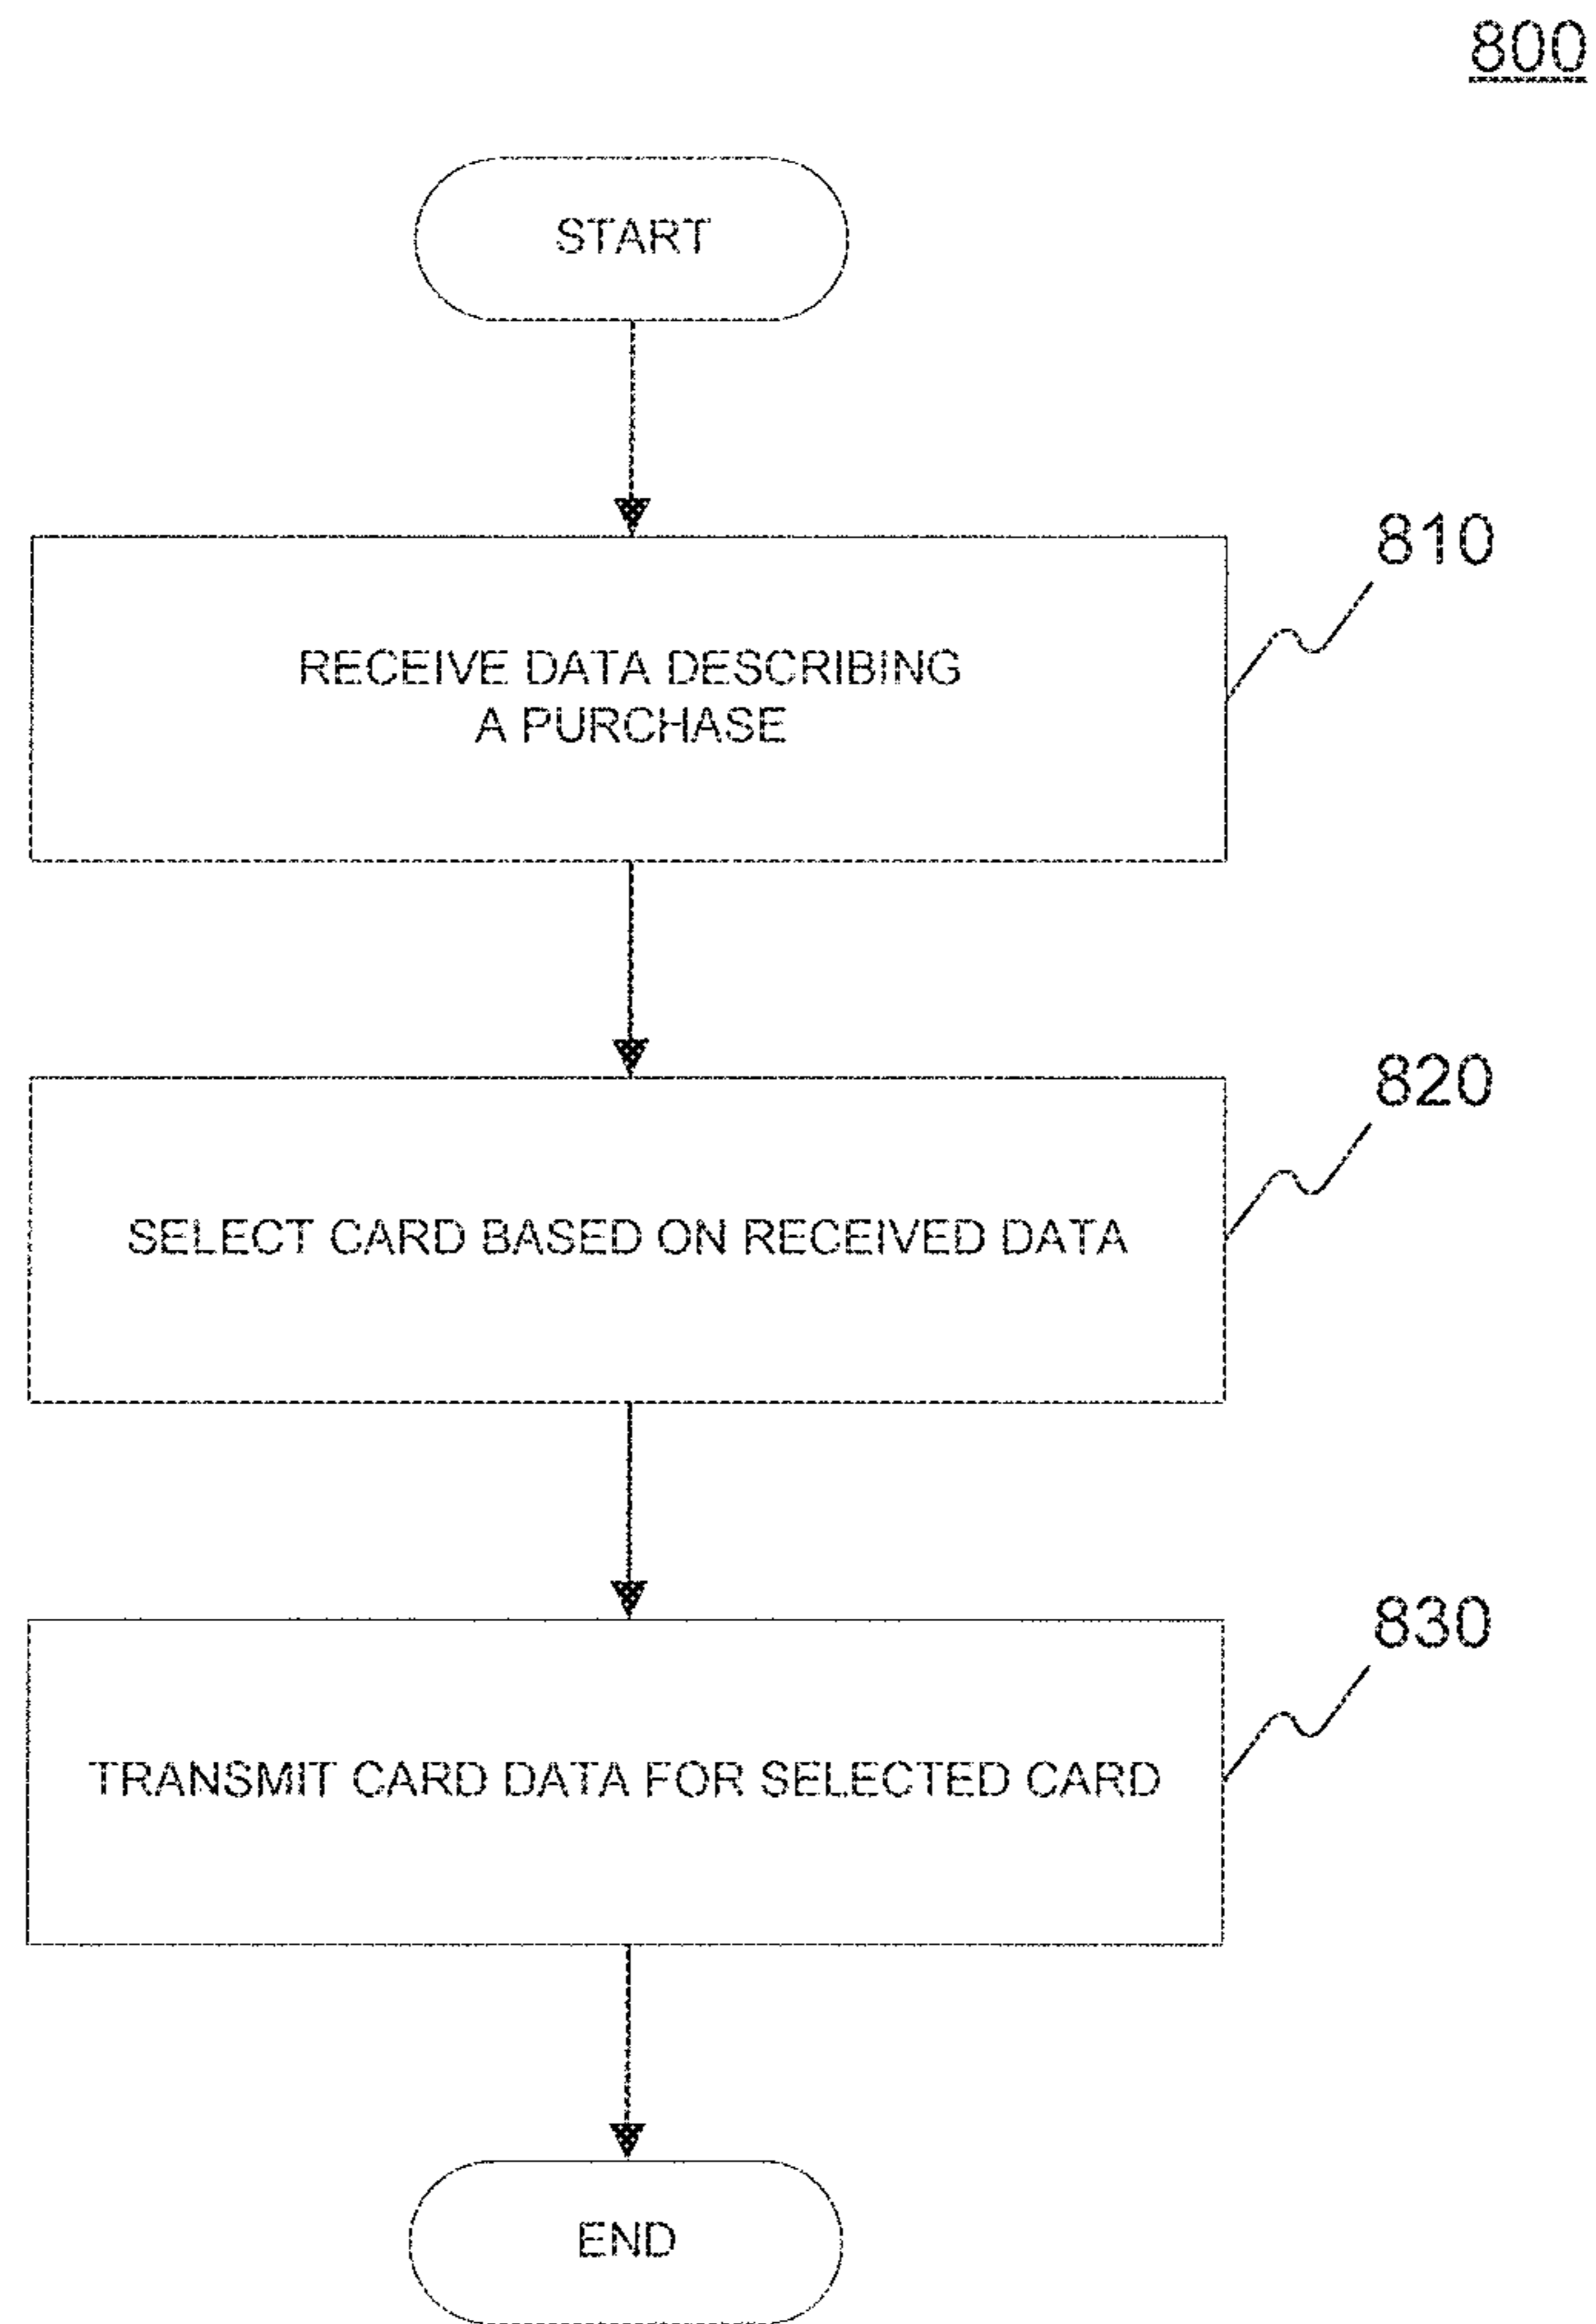 800
START
810
RECEIVE DATA DESCRIBING
A PURCHASE
820
SELECT CARD BASED ON RECEIVED DATA
830
TRANSMIT CARD DATA FOR SELECTED CARD
END